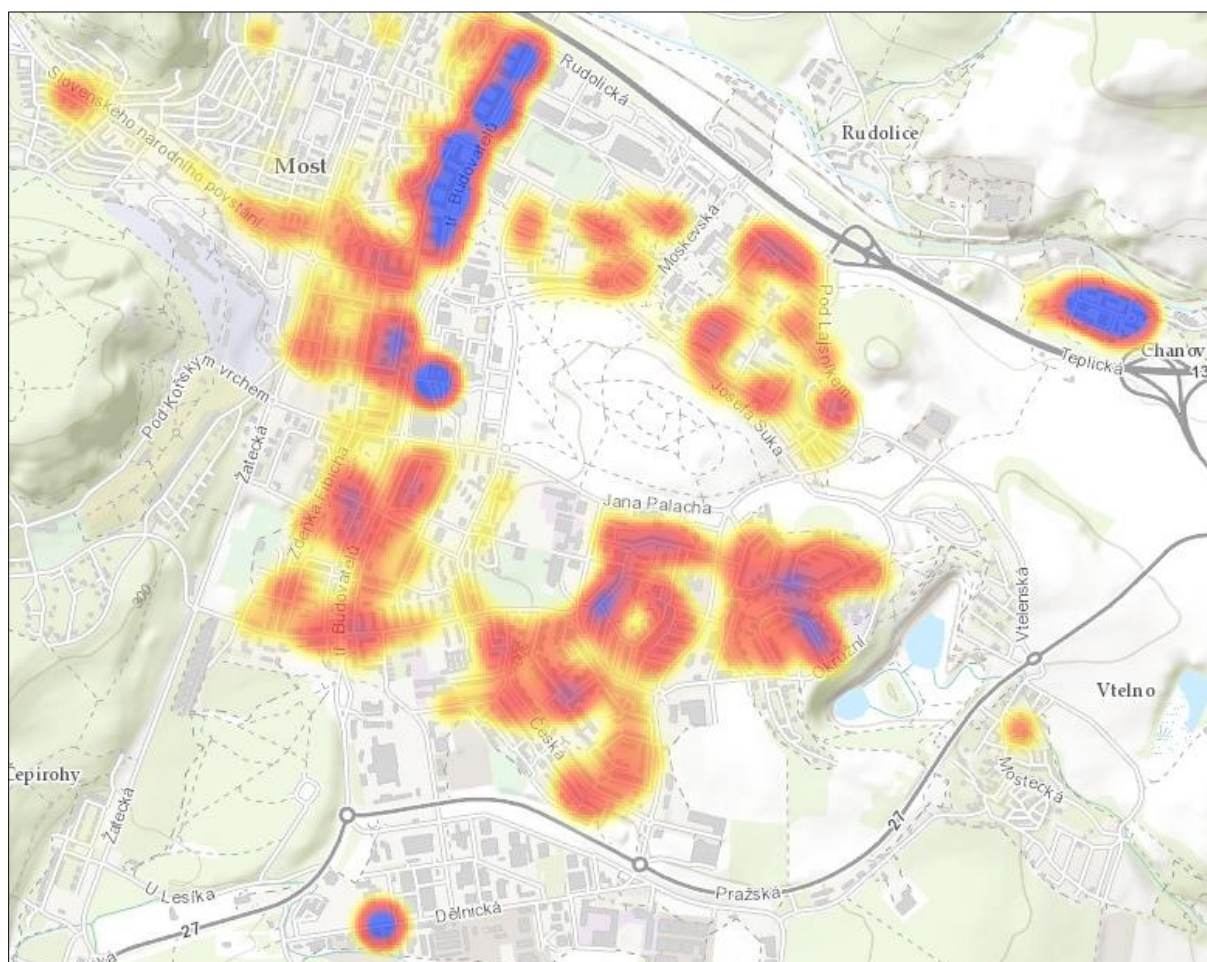 Rudolická
Slovenského národního povstání
Rudolice
Most
tř. Budovatelů
Moskevská
Pod Lajsníkem
Teplická
Chanov
13
Pod Koňským vrchem
Josefa Suka
Žatecká
Zdeňka Fibicha
Jana Palacha
300
tř. Budovatelů
Vtelenská
Okružní
Vtelno
Česká
Čepirohy
Mostecká
Žatecká
27
U Lesíka
Pražská
Dělnická
27
ká